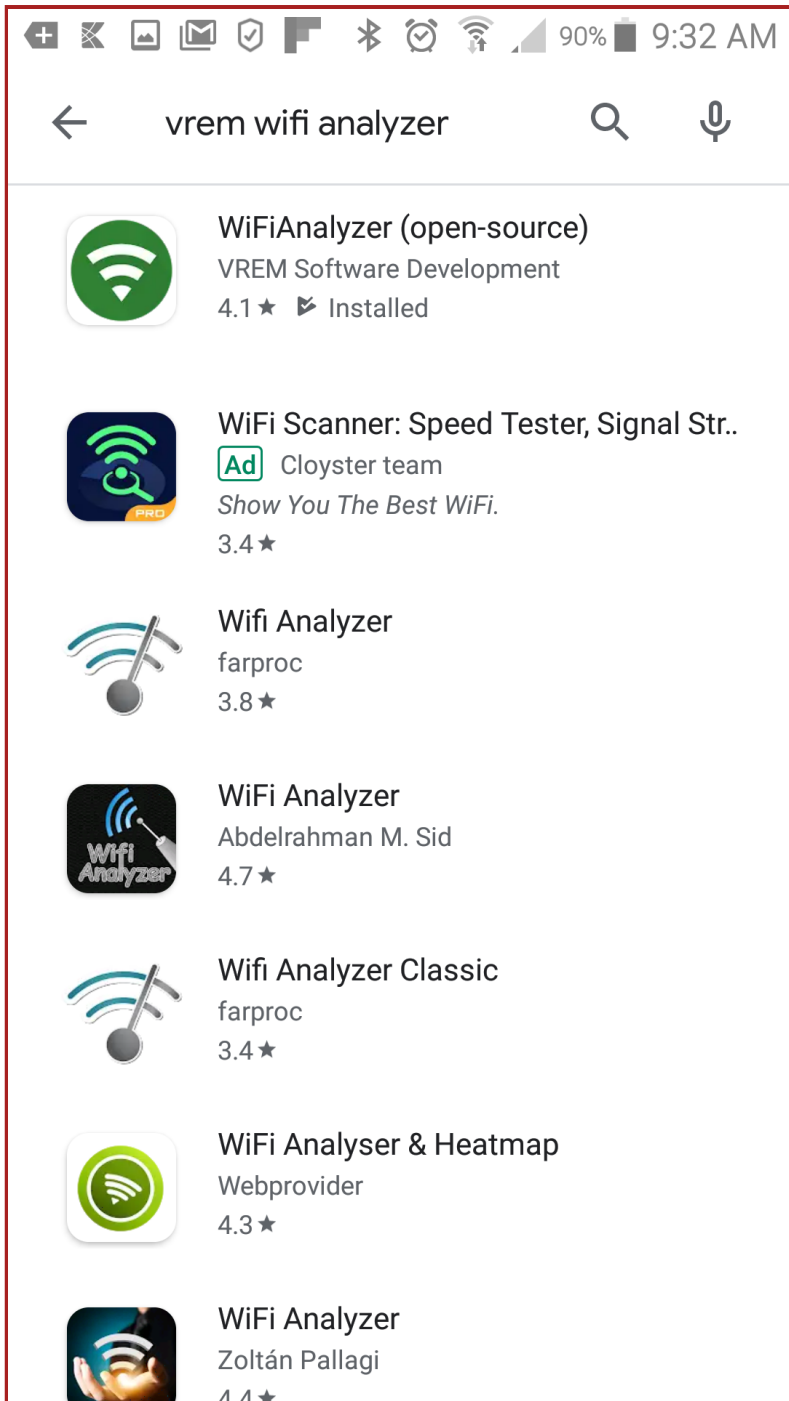 90% 9:32 AM
vrem wifi analyzer
WiFiAnalyzer (open-source)
VREM Software Development
4.1★ Installed
WiFi Scanner: Speed Tester, Signal Str..
Ad Cloyster team
Show You The Best WiFi.
PRO
3.4★
Wifi Analyzer
farproc
3.8★
WiFi Analyzer
Abdelrahman M. Sid
Wifi
Analyzer
4.7★
Wifi Analyzer Classic
farproc
3.4★
WiFi Analyser & Heatmap
Webprovider
4.3★
WiFi Analyzer
Zoltán Pallagi
4.4★